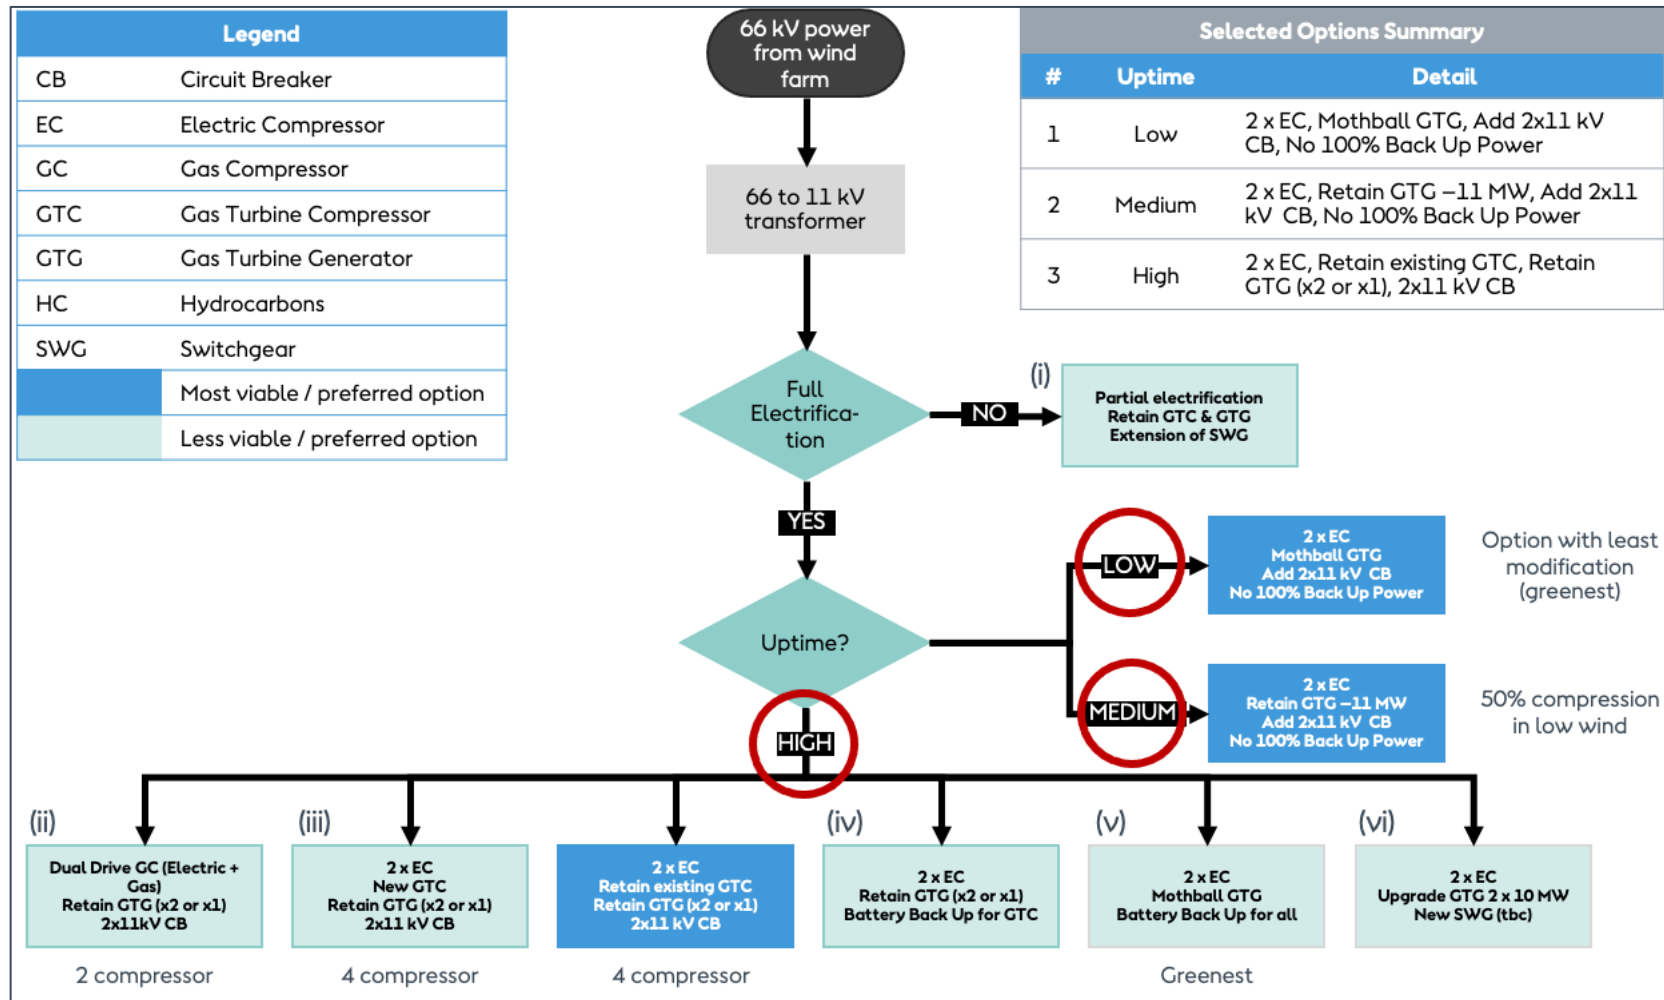 Legend
CB Circuit Breaker
EC Electric Compressor
GC Gas Compressor
GTC Gas Turbine Compressor
GTG Gas Turbine Generator
HC Hydrocarbons
SWG Switchgear
Most viable / preferred option
Less viable / preferred option
66 kV power
from wind
farm
66 to 11 kV
transformer
Selected Options Summary
# Uptime Detail
1 Low 2 x EC, Mothball GTG, Add 2x11 kV
CB, No 100% Back Up Power
2 Medium 2 x EC, Retain GTG –11 MW, Add 2x11
kV CB, No 100% Back Up Power
3 High 2 x EC, Retain existing GTC, Retain
GTG (x2 or x1), 2x11 kV CB
Full
Electrifica-
tion
NO
(i)
Partial electrification
Retain GTC & GTG
Extension of SWG
YES
Uptime?
LOW
2 x EC
Mothball GTG
Add 2x11 kV CB
No 100% Back Up Power
Option with least
modification
(greenest)
MEDIUM
2 x EC
Retain GTG –11 MW
Add 2x11 kV CB
No 100% Back Up Power
50% compression
in low wind
HIGH
(ii)
Dual Drive GC (Electric +
Gas)
Retain GTG (x2 or x1)
2x11kV CB
2 compressor
(iii)
2 x EC
New GTC
Retain GTG (x2 or x1)
2x11 kV CB
4 compressor
2 x EC
Retain existing GTC
Retain GTG (x2 or x1)
2x11 kV CB
4 compressor
(iv)
2 x EC
Retain GTG (x2 or x1)
Battery Back Up for GTC
(v)
2 x EC
Mothball GTG
Battery Back Up for all
Greenest
(vi)
2 x EC
Upgrade GTG 2 x 10 MW
New SWG (tbc)